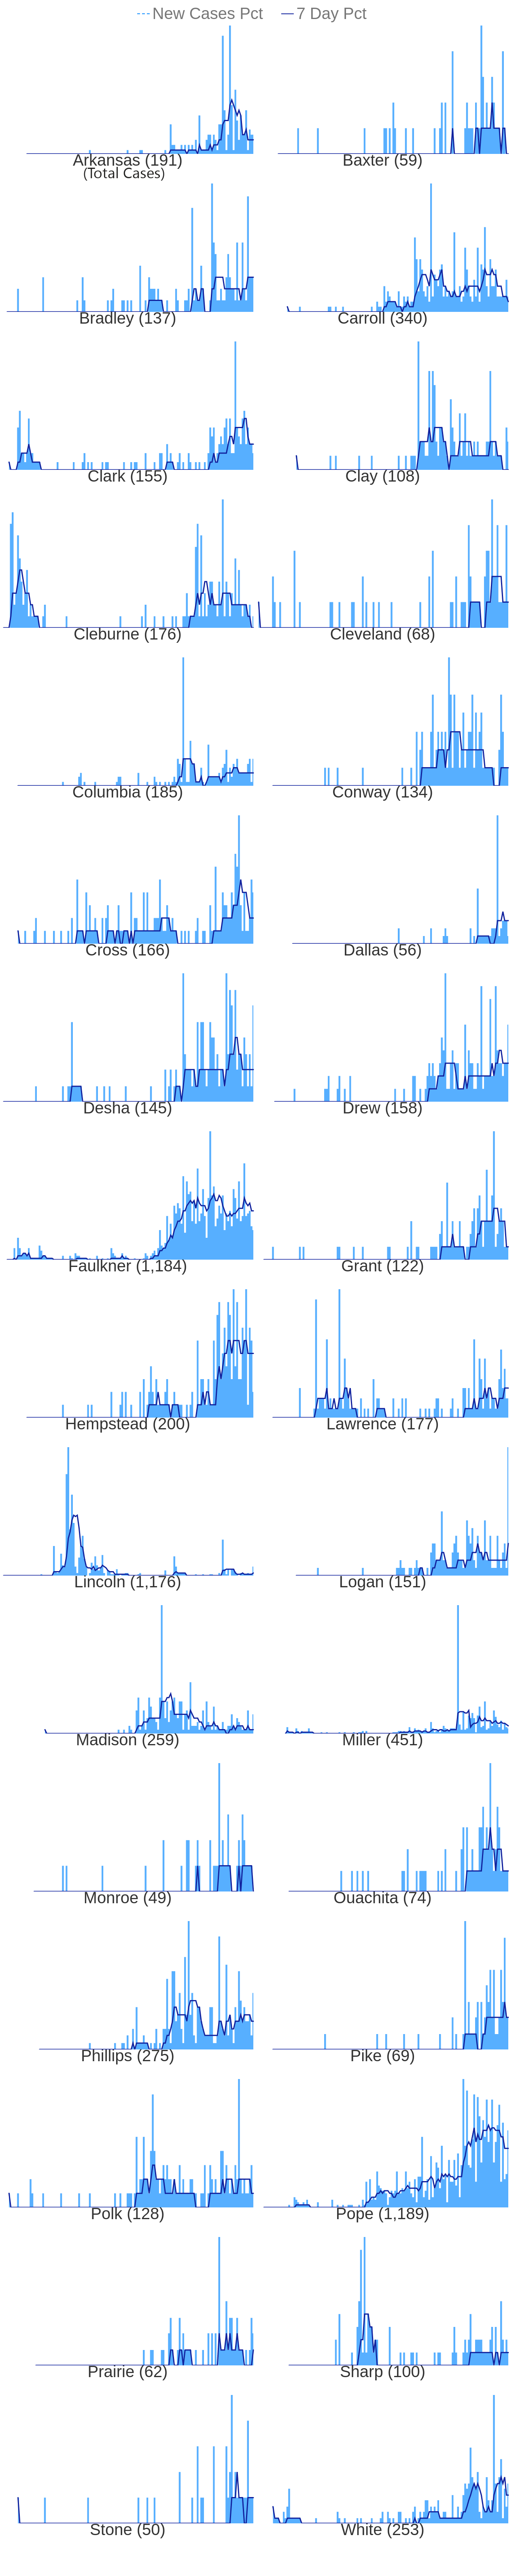 New Cases Pct 7 Day Pct
Arkansas (191) Baxter (59)
(Total Cases)
Bradley (137) Carroll (340)
Clark (155) Clay (108)
Cleburne (176) Cleveland (68)
Columbia (185) Conway (134)
Cross (166) Dallas (56)
Desha (145) Drew (158)
Faulkner (1,184) Grant (122)
Hempstead (200) Lawrence (177)
Lincoln (1,176) Logan (151)
Madison (259) Miller (451)
Monroe (49) Ouachita (74)
Phillips (275) Pike (69)
Polk (128) Pope (1,189)
Prairie (62) Sharp (100)
Stone (50) White (253)